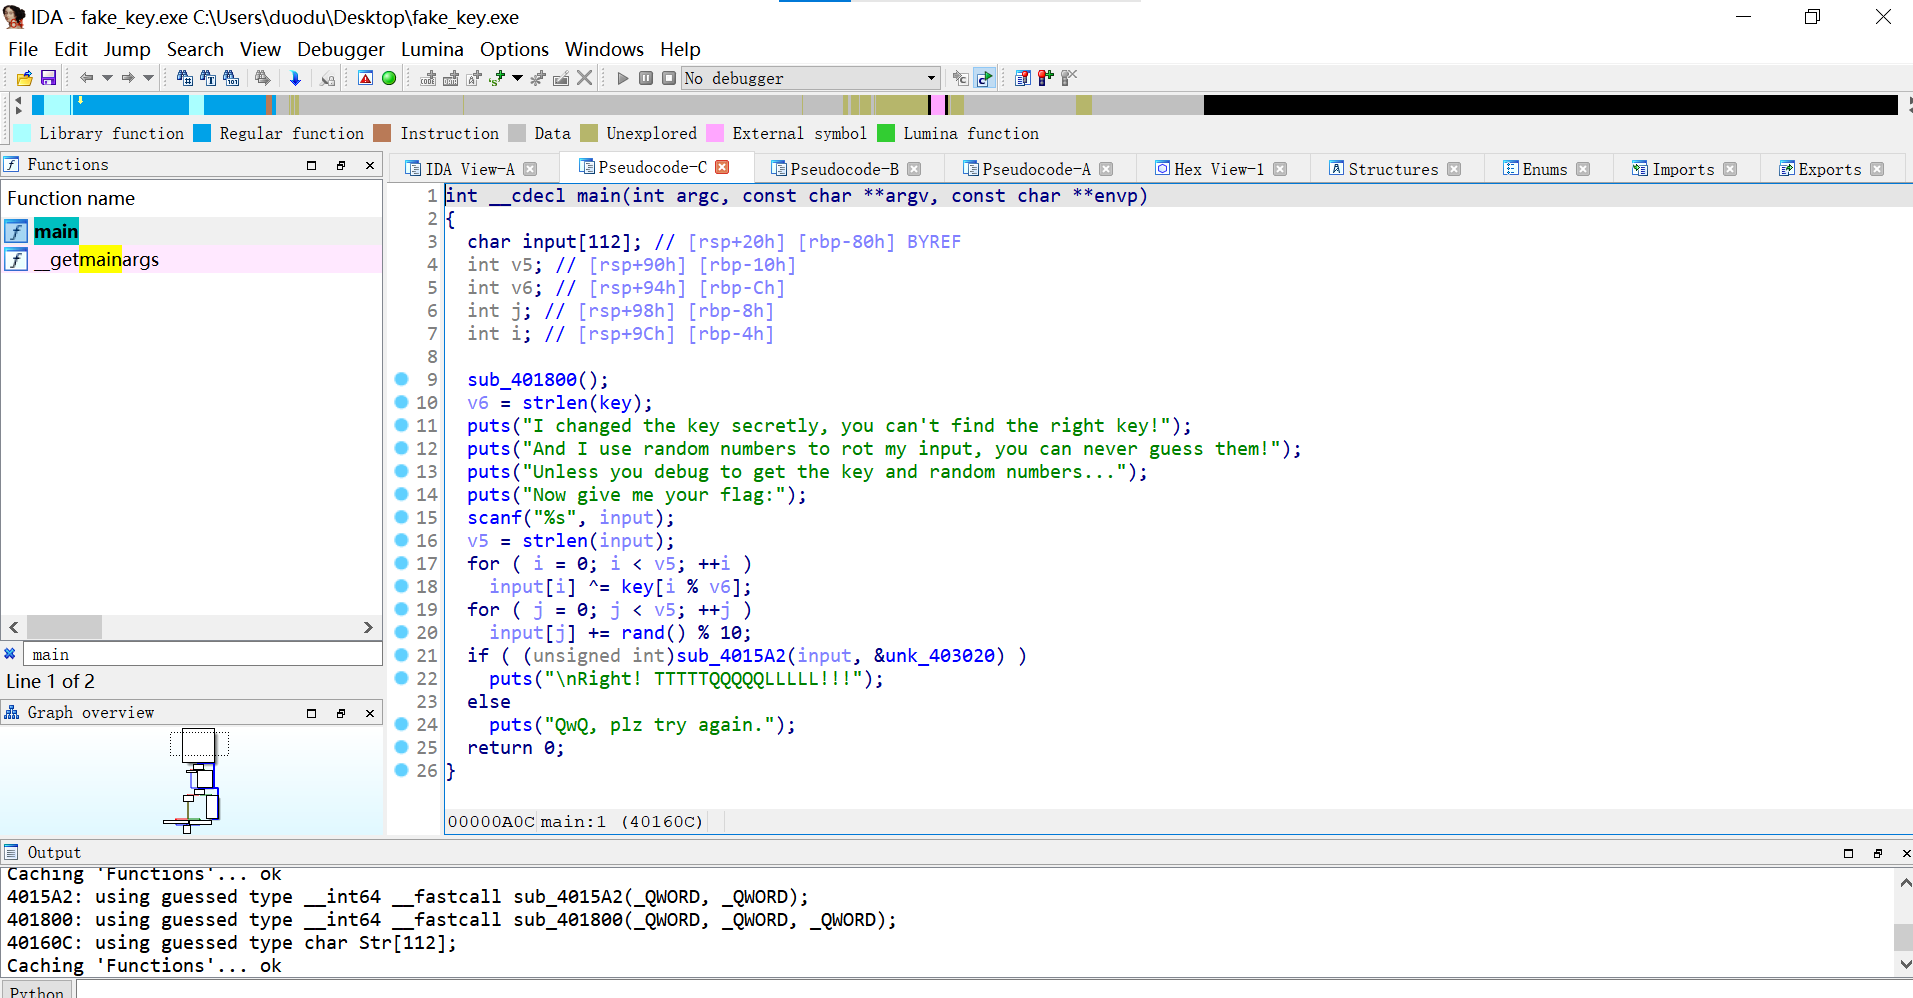 IDA - fake_key.exe C:\Users\duodu\Desktop\fake_key.exe
File Edit Jump Search View Debugger Lumina Options Windows Help
No debugger
Library function Regular function Instruction Data Unexplored External symbol Lumina function
Functions
IDA View-A Pseudocode-C Pseudocode-B Pseudocode-A Hex View-1 Structures Enums Imports Exports
Function name
f main
f __getmainargs
main
Line 1 of 2
Graph overview
1 int __cdecl main(int argc, const char **argv, const char **envp)
2 {
3 char input[112]; // [rsp+20h] [rbp-80h] BYREF
4 int v5; // [rsp+90h] [rbp-10h]
5 int v6; // [rsp+94h] [rbp-Ch]
6 int j; // [rsp+98h] [rbp-8h]
7 int i; // [rsp+9Ch] [rbp-4h]
8
9 sub_401800();
10 v6 = strlen(key);
11 puts("I changed the key secretly, you can't find the right key!");
12 puts("And I use random numbers to rot my input, you can never guess them!");
13 puts("Unless you debug to get the key and random numbers...");
14 puts("Now give me your flag:");
15 scanf("%s", input);
16 v5 = strlen(input);
17 for ( i = 0; i < v5; ++i )
18 input[i] ^= key[i % v6];
19 for ( j = 0; j < v5; ++j )
20 input[j] += rand() % 10;
21 if ( (unsigned int)sub_4015A2(input, &unk_403020) )
22 puts("\nRight! TTTTTQQQQQLLLLL!!!");
23 else
24 puts("QwQ, plz try again.");
25 return 0;
26 }
00000A0C main:1 (40160C)
Output
Caching 'Functions'... ok
4015A2: using guessed type __int64 __fastcall sub_4015A2(_QWORD, _QWORD);
401800: using guessed type __int64 __fastcall sub_401800(_QWORD, _QWORD, _QWORD);
40160C: using guessed type char Str[112];
Caching 'Functions'... ok
Python